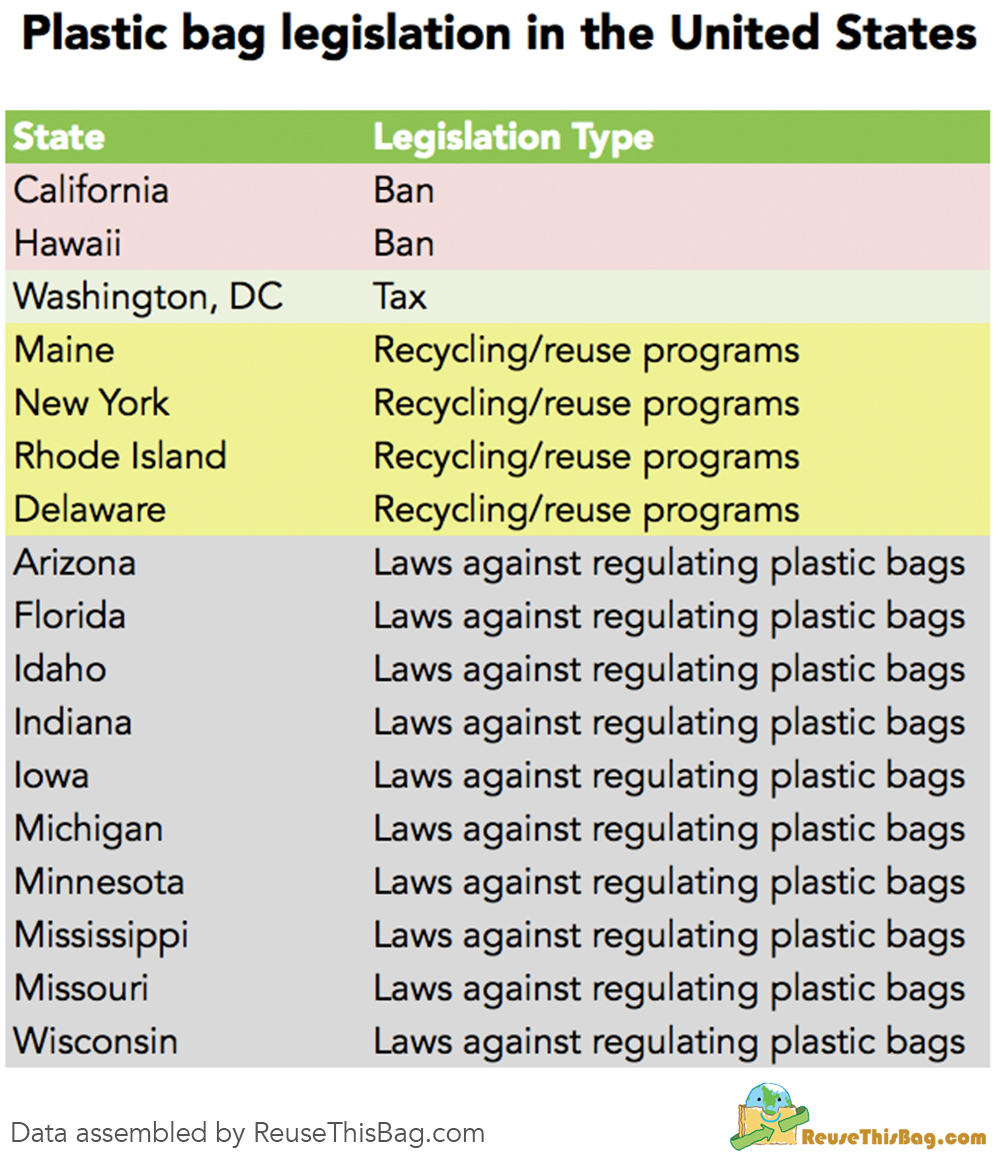 Plastic bag legislation in the United States
State Legislation Type
California Ban
Hawaii Ban
Washington, DC Tax
Maine Recycling/reuse programs
New York Recycling/reuse programs
Rhode Island Recycling/reuse programs
Delaware Recycling/reuse programs
Arizona Laws against regulating plastic bags
Florida Laws against regulating plastic bags
Idaho Laws against regulating plastic bags
Indiana Laws against regulating plastic bags
Iowa Laws against regulating plastic bags
Michigan Laws against regulating plastic bags
Minnesota Laws against regulating plastic bags
Mississippi Laws against regulating plastic bags
Missouri Laws against regulating plastic bags
Wisconsin Laws against regulating plastic bags
Data assembled by ReuseThisBag.com
ReuseThisBag.com